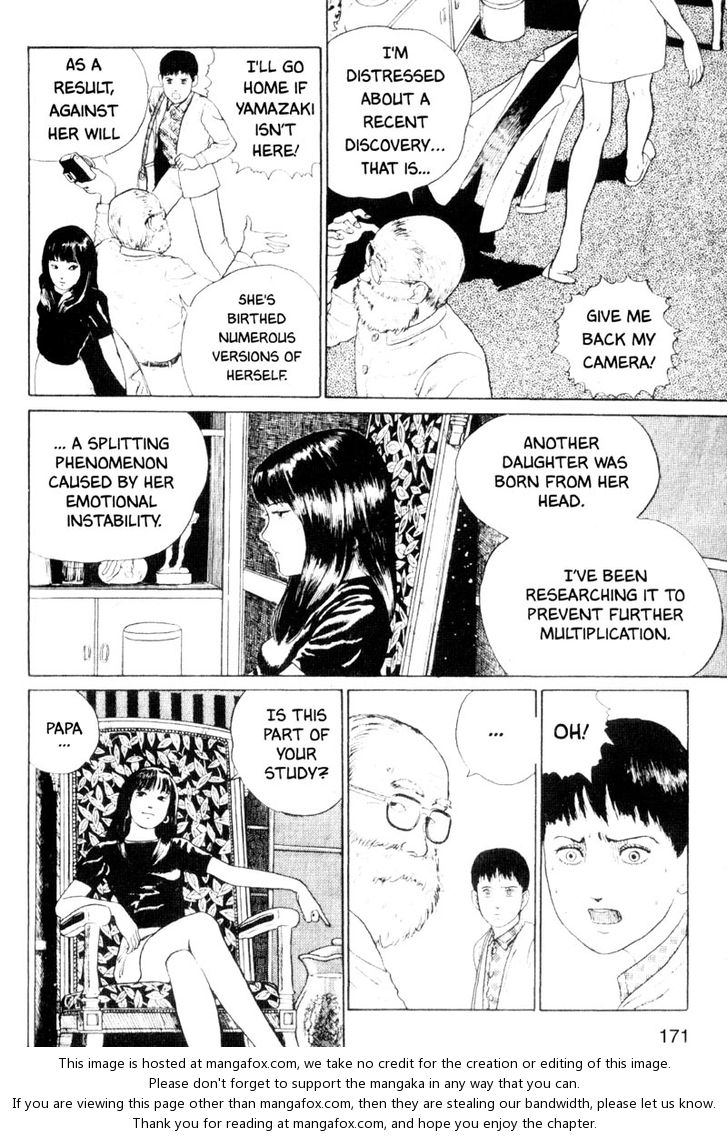 I'M
DISTRESSED
ABOUT A
RECENT
DISCOVERY...
THAT IS...
GIVE ME
BACK MY
CAMERA!
I'LL GO
HOME IF
YAMAZAKI
ISN'T
HERE!
AS A
RESULT,
AGAINST
HER WILL
SHE'S
BIRTHED
NUMEROUS
VERSIONS OF
HERSELF.
ANOTHER
DAUGHTER WAS
BORN FROM HER
HEAD.
I'VE BEEN
RESEARCHING IT TO
PREVENT FURTHER
MULTIPLICATION.
... A SPLITTING
PHENOMENON
CAUSED BY HER
EMOTIONAL
INSTABILITY.
OH!
...
IS THIS
PART OF
YOUR
STUDY?
PAPA
...
171
This image is hosted at mangafox.com, we take no credit for the creation or editing of this image.
Please don't forget to support the mangaka in any way that you can.
If you are viewing this page other than mangafox.com, then they are stealing our bandwidth, please let us know.
Thank you for reading at mangafox.com, and hope you enjoy the chapter.